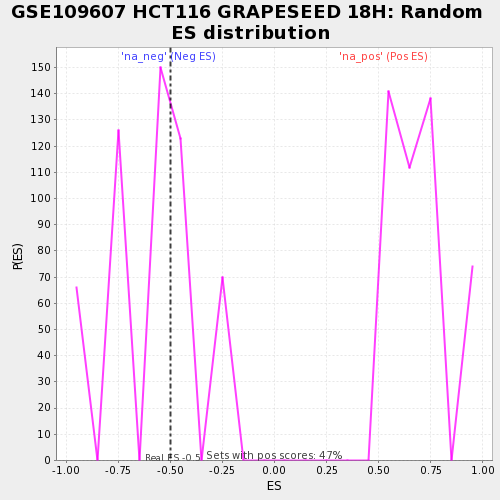 GSE109607 HCT116 GRAPESEED 18H: Random
ES distribution
'na_neg' (Neg ES)
'na_pos' (Pos ES)
150
140
130
120
110
100
90
80
70
60
50
40
30
20
10
0
P(ES)
Real ES -0.5
Sets with pos scores: 47%
-1.00 -0.75 -0.50 -0.25 0.00 0.25 0.50 0.75 1.00
ES